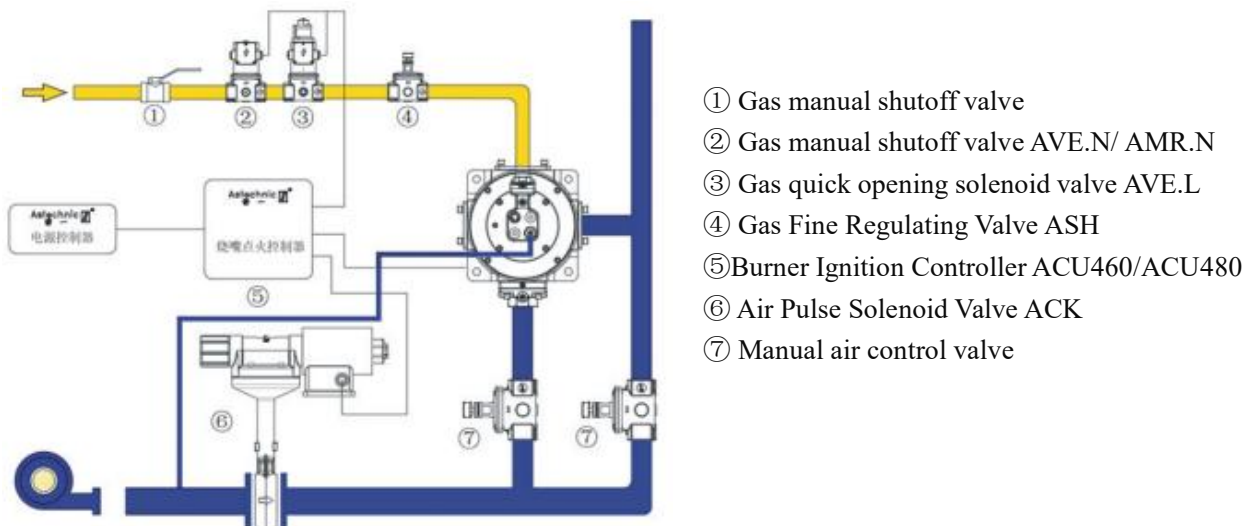 ① ② ③ ④
Astechnic
电源控制器
Astechnic
烧嘴点火控制器
⑤
⑥
⑦ ⑦
① Gas manual shutoff valve
② Gas manual shutoff valve AVE.N/ AMR.N
③ Gas quick opening solenoid valve AVE.L
④ Gas Fine Regulating Valve ASH
⑤Burner Ignition Controller ACU460/ACU480
⑥ Air Pulse Solenoid Valve ACK
⑦ Manual air control valve